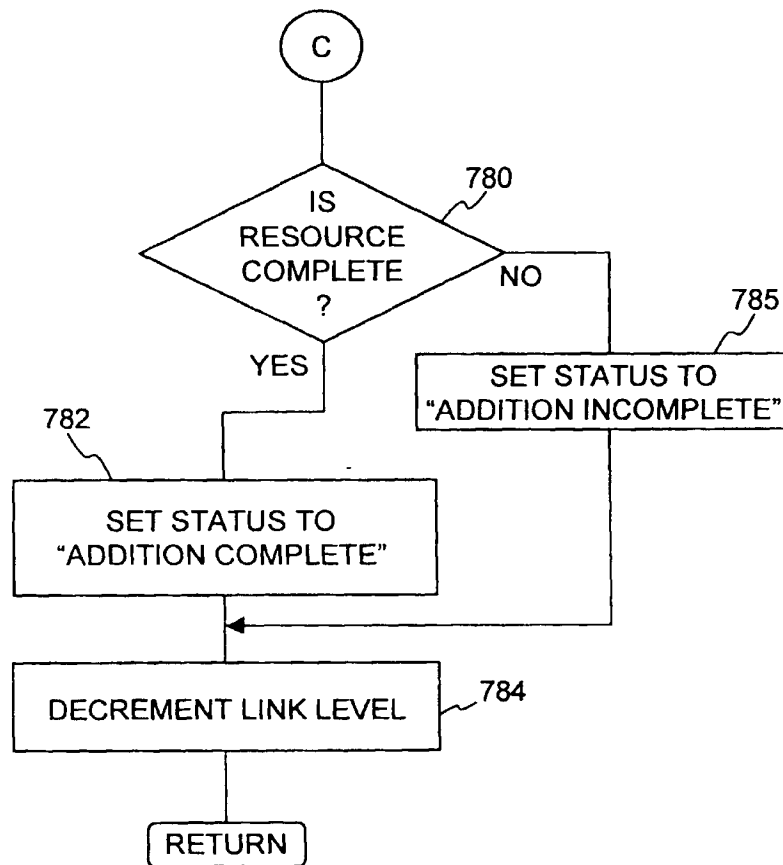 C
780
IS
RESOURCE
COMPLETE
?
NO
YES
785
SET STATUS TO
“ADDITION INCOMPLETE”
782
SET STATUS TO
“ADDITION COMPLETE”
784
DECREMENT LINK LEVEL
RETURN